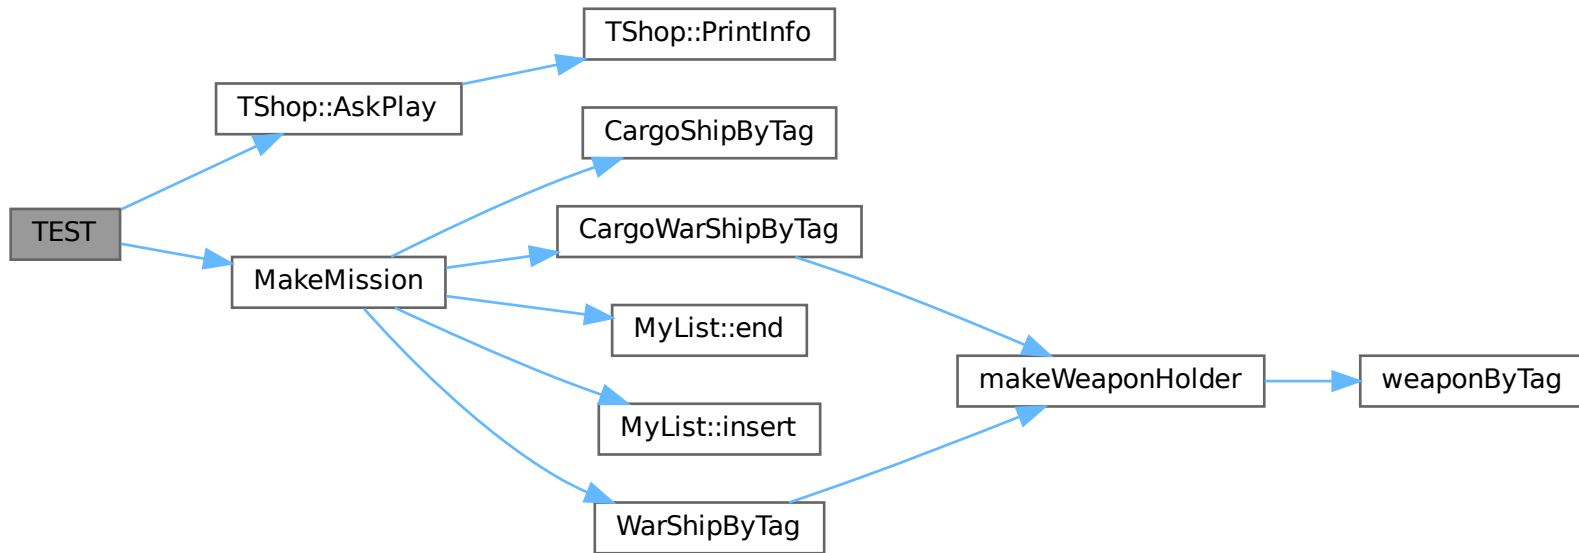 TShop::PrintInfo
TShop::AskPlay
CargoShipByTag
TEST
CargoWarShipByTag
MakeMission
MyList::end
makeWeaponHolder
weaponByTag
MyList::insert
WarShipByTag